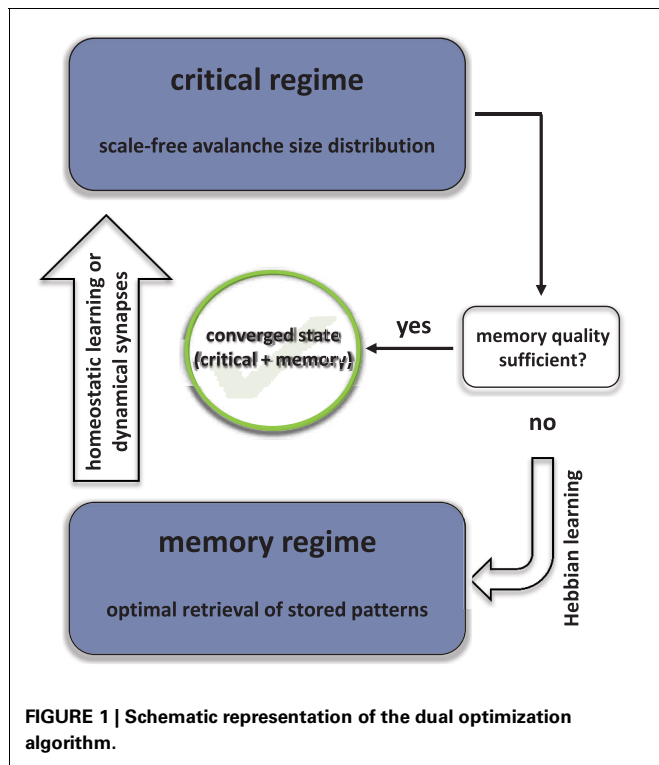 critical regime
scale-free avalanche size distribution
homeostatic learning or
dynamical synapses
converged state
(critical + memory)
yes
memory quality
sufficient?
no
Hebbian learning
memory regime
optimal retrieval of stored patterns
FIGURE 1 | Schematic representation of the dual optimization
algorithm.